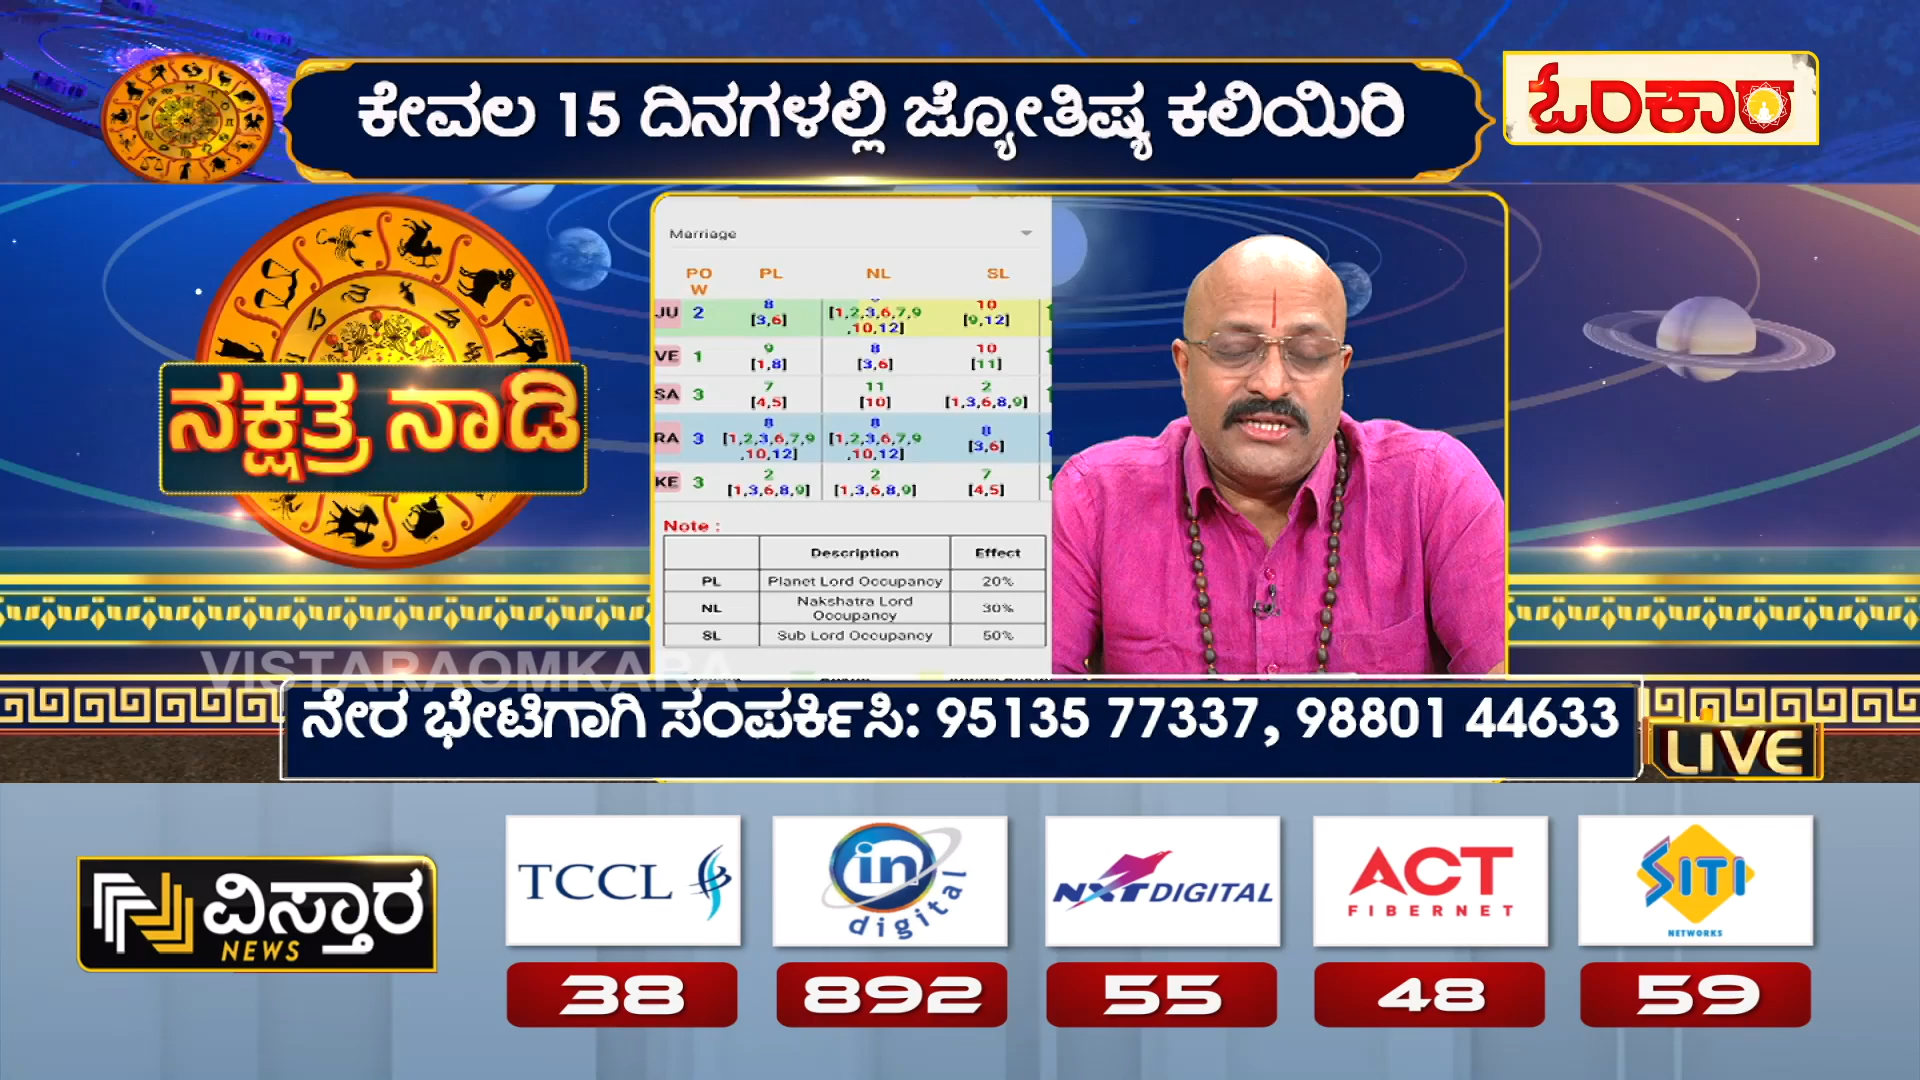 ಕೇವಲ 15 ದಿನಗಳಲ್ಲಿ ಜ್ಯೋತಿಷ್ಯ ಕಲಿಯಿರಿ
ಓಂಕಾರ
ನಕ್ಷತ್ರ ನಾಡಿ
Marriage
PO W PL NL SL
JU 2 8 [3,6] [1,2,3,6,7,9 ,10,12] 10 [9,12]
VE 1 9 [1,8] 8 [3,6] 10 [11]
SA 3 7 [4,5] 11 [10] 2 [1,3,6,8,9]
RA 3 8 [1,2,3,6,7,9 ,10,12] 8 [1,2,3,6,7,9 ,10,12] 8 [3,6]
KE 3 2 [1,3,6,8,9] 2 [1,3,6,8,9] 7 [4,5]
Note :
Description Effect
PL Planet Lord Occupancy 20%
NL Nakshatra Lord Occupancy 30%
SL Sub Lord Occupancy 50%
VISTARAOMKARA
ನೇರ ಭೇಟಿಗಾಗಿ ಸಂಪರ್ಕಿಸಿ: 95135 77337, 98801 44633
LIVE
ವಿಸ್ತಾರ
NEWS
TCCL
in
digital
NXTDIGITAL
ACT
FIBERNET
SITI
NETWORKS
38 892 55 48 59